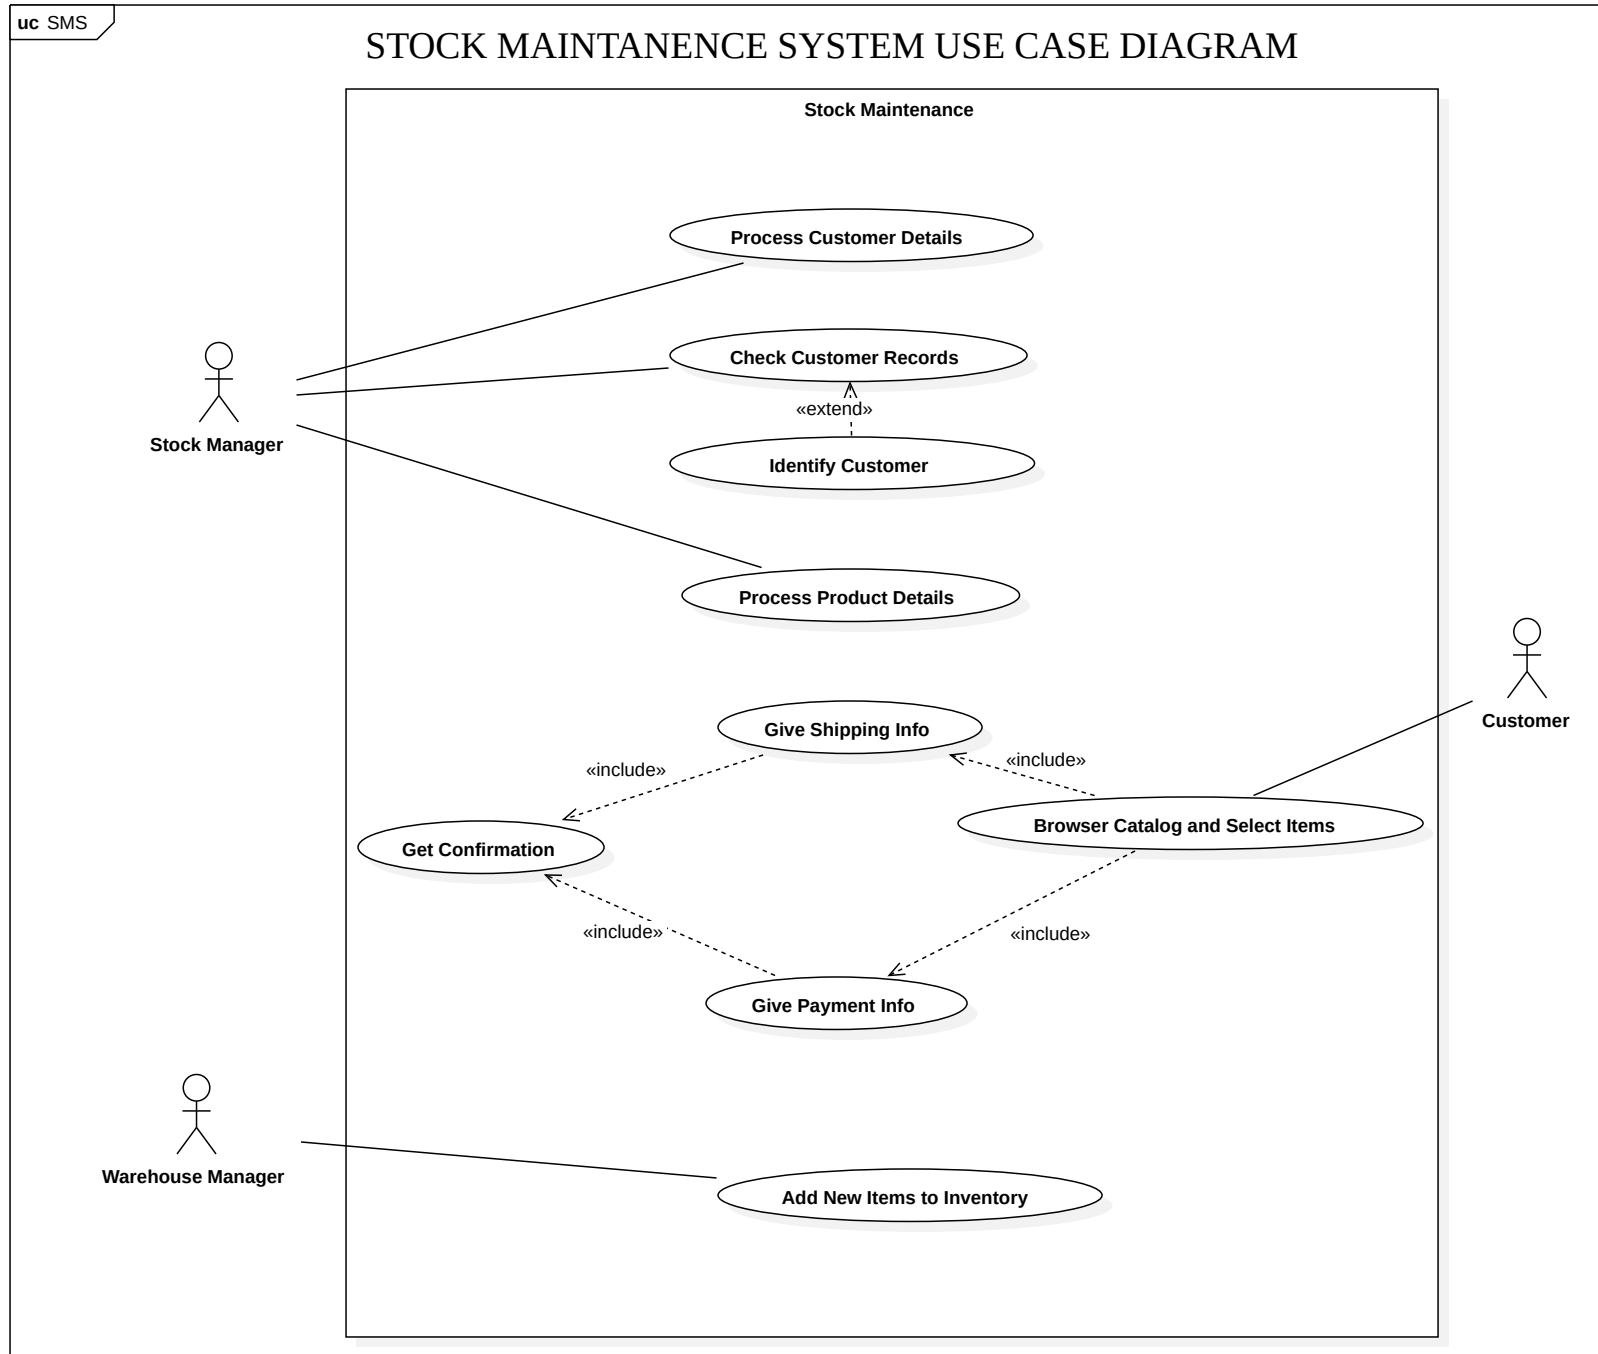 uc SMS
STOCK MAINTANENCE SYSTEM USE CASE DIAGRAM
Stock Maintenance
Process Customer Details
Check Customer Records
«extend»
Stock Manager
Identify Customer
Process Product Details
Customer
Give Shipping Info
«include»
«include»
Browser Catalog and Select Items
Get Confirmation
«include»
«include»
Give Payment Info
Warehouse Manager
Add New Items to Inventory